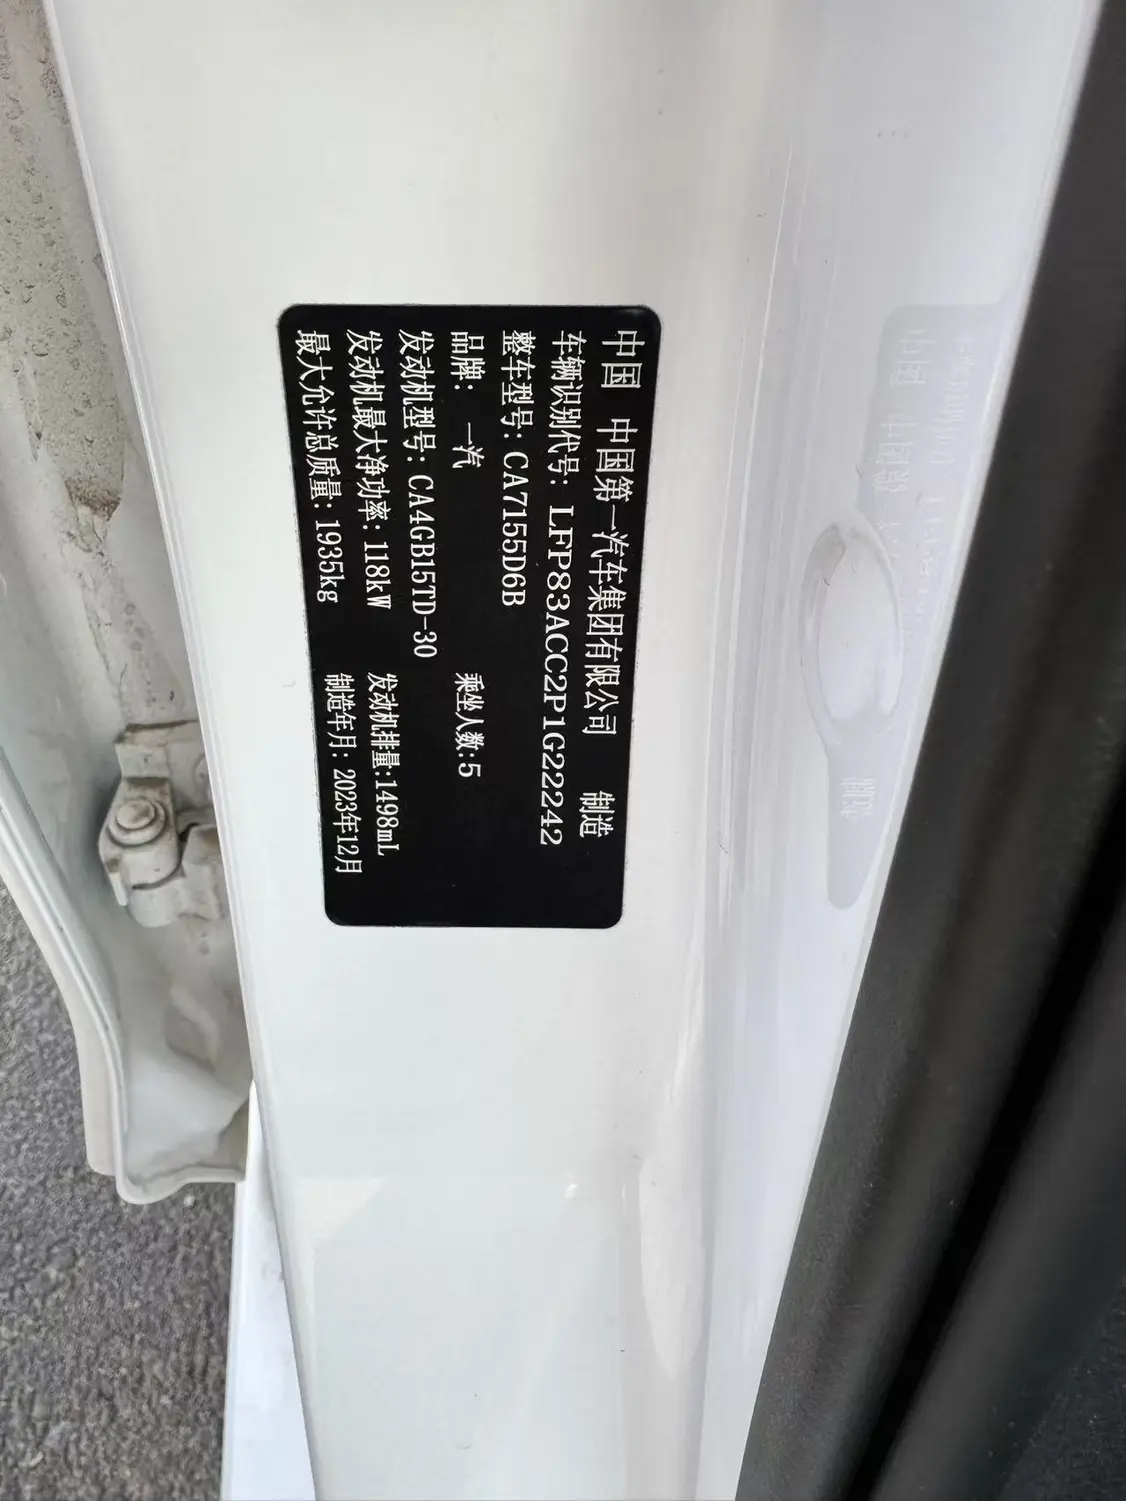 中国 中国第一汽车集团有限公司 制造
车辆识别代号: LFP83ACC2P1G22242
整车型号: CA7155D6B
品牌: 一汽 乘坐人数:5
发动机型号: CA4GB15TD-30
发动机最大净功率: 118kW 发动机排量:1498mL
最大允许总质量: 1935kg 制造年月: 2023年12月